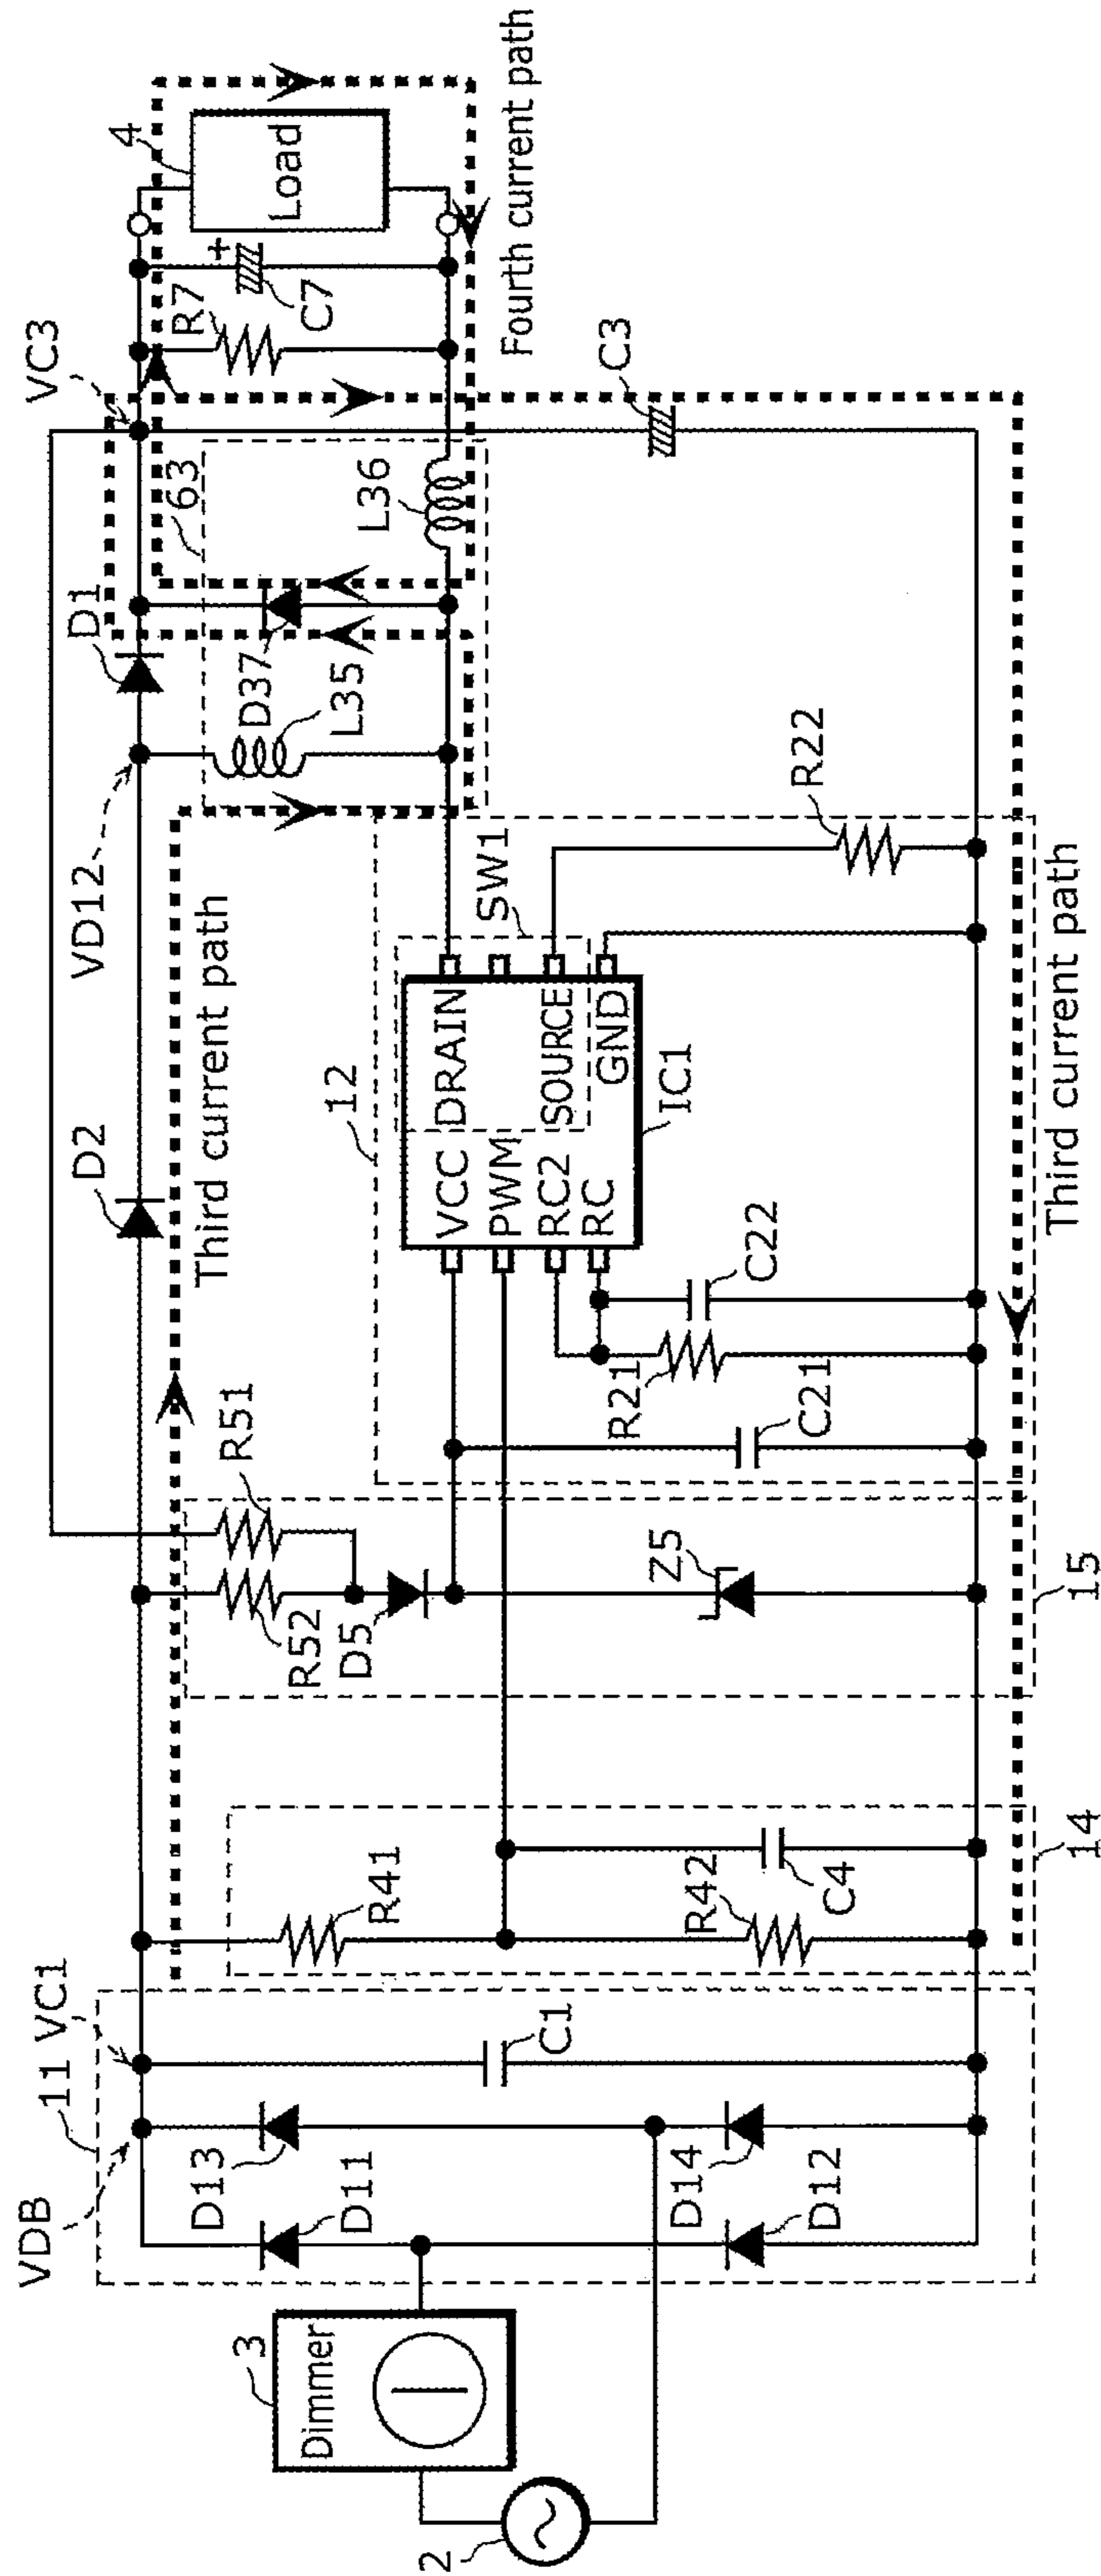 VDB
11
VC1
D13
D11
D14
D12
C1
3
Dimmer
2
R41
R42
C4
14
R52
R51
D5
Z5
15
D2
Third current path
VD12
D1
63
D37
L35
L36
VC3
R7
C7
+
4
Load
Fourth current path
C3
12
VCC
PWM
RC2
RC
DRAIN
SOURCE
GND
SW1
IC1
R21
C22
C21
R22
Third current path